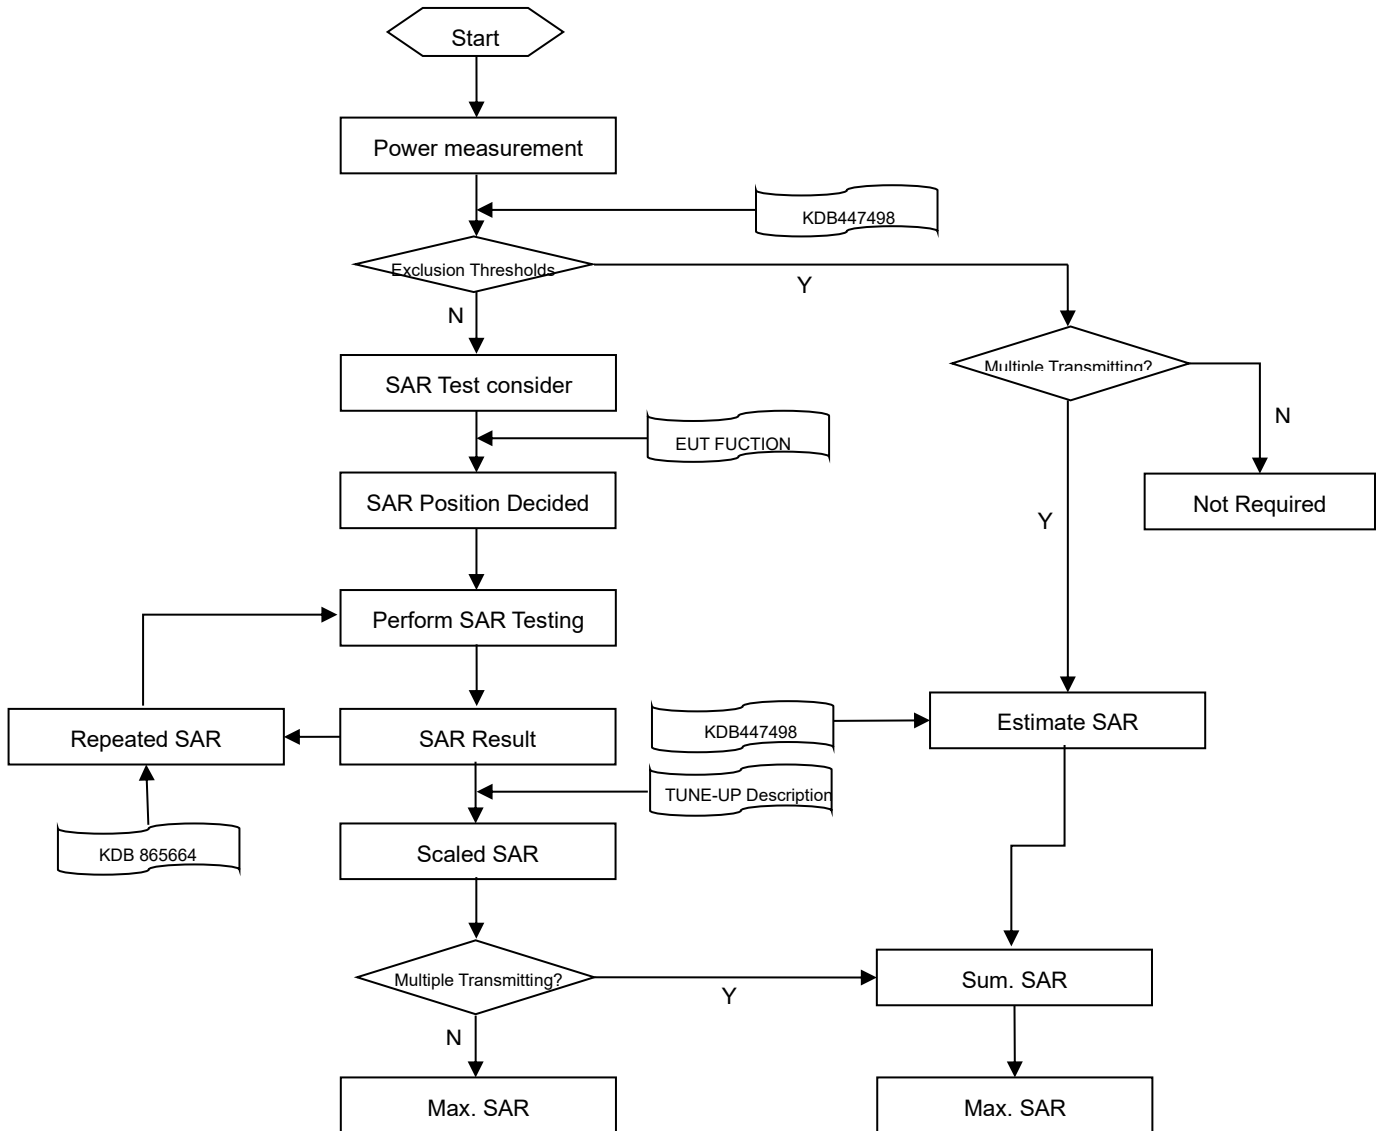 Start
Power measurement
KDB447498
Exclusion Thresholds
Y
N
Multiple Transmitting?
SAR Test consider
N
EUT FUCTION
SAR Position Decided
Not Required
Y
Perform SAR Testing
Repeated SAR
SAR Result
KDB447498
Estimate SAR
TUNE-UP Description
KDB 865664
Scaled SAR
Multiple Transmitting?
Y
Sum. SAR
N
Max. SAR
Max. SAR